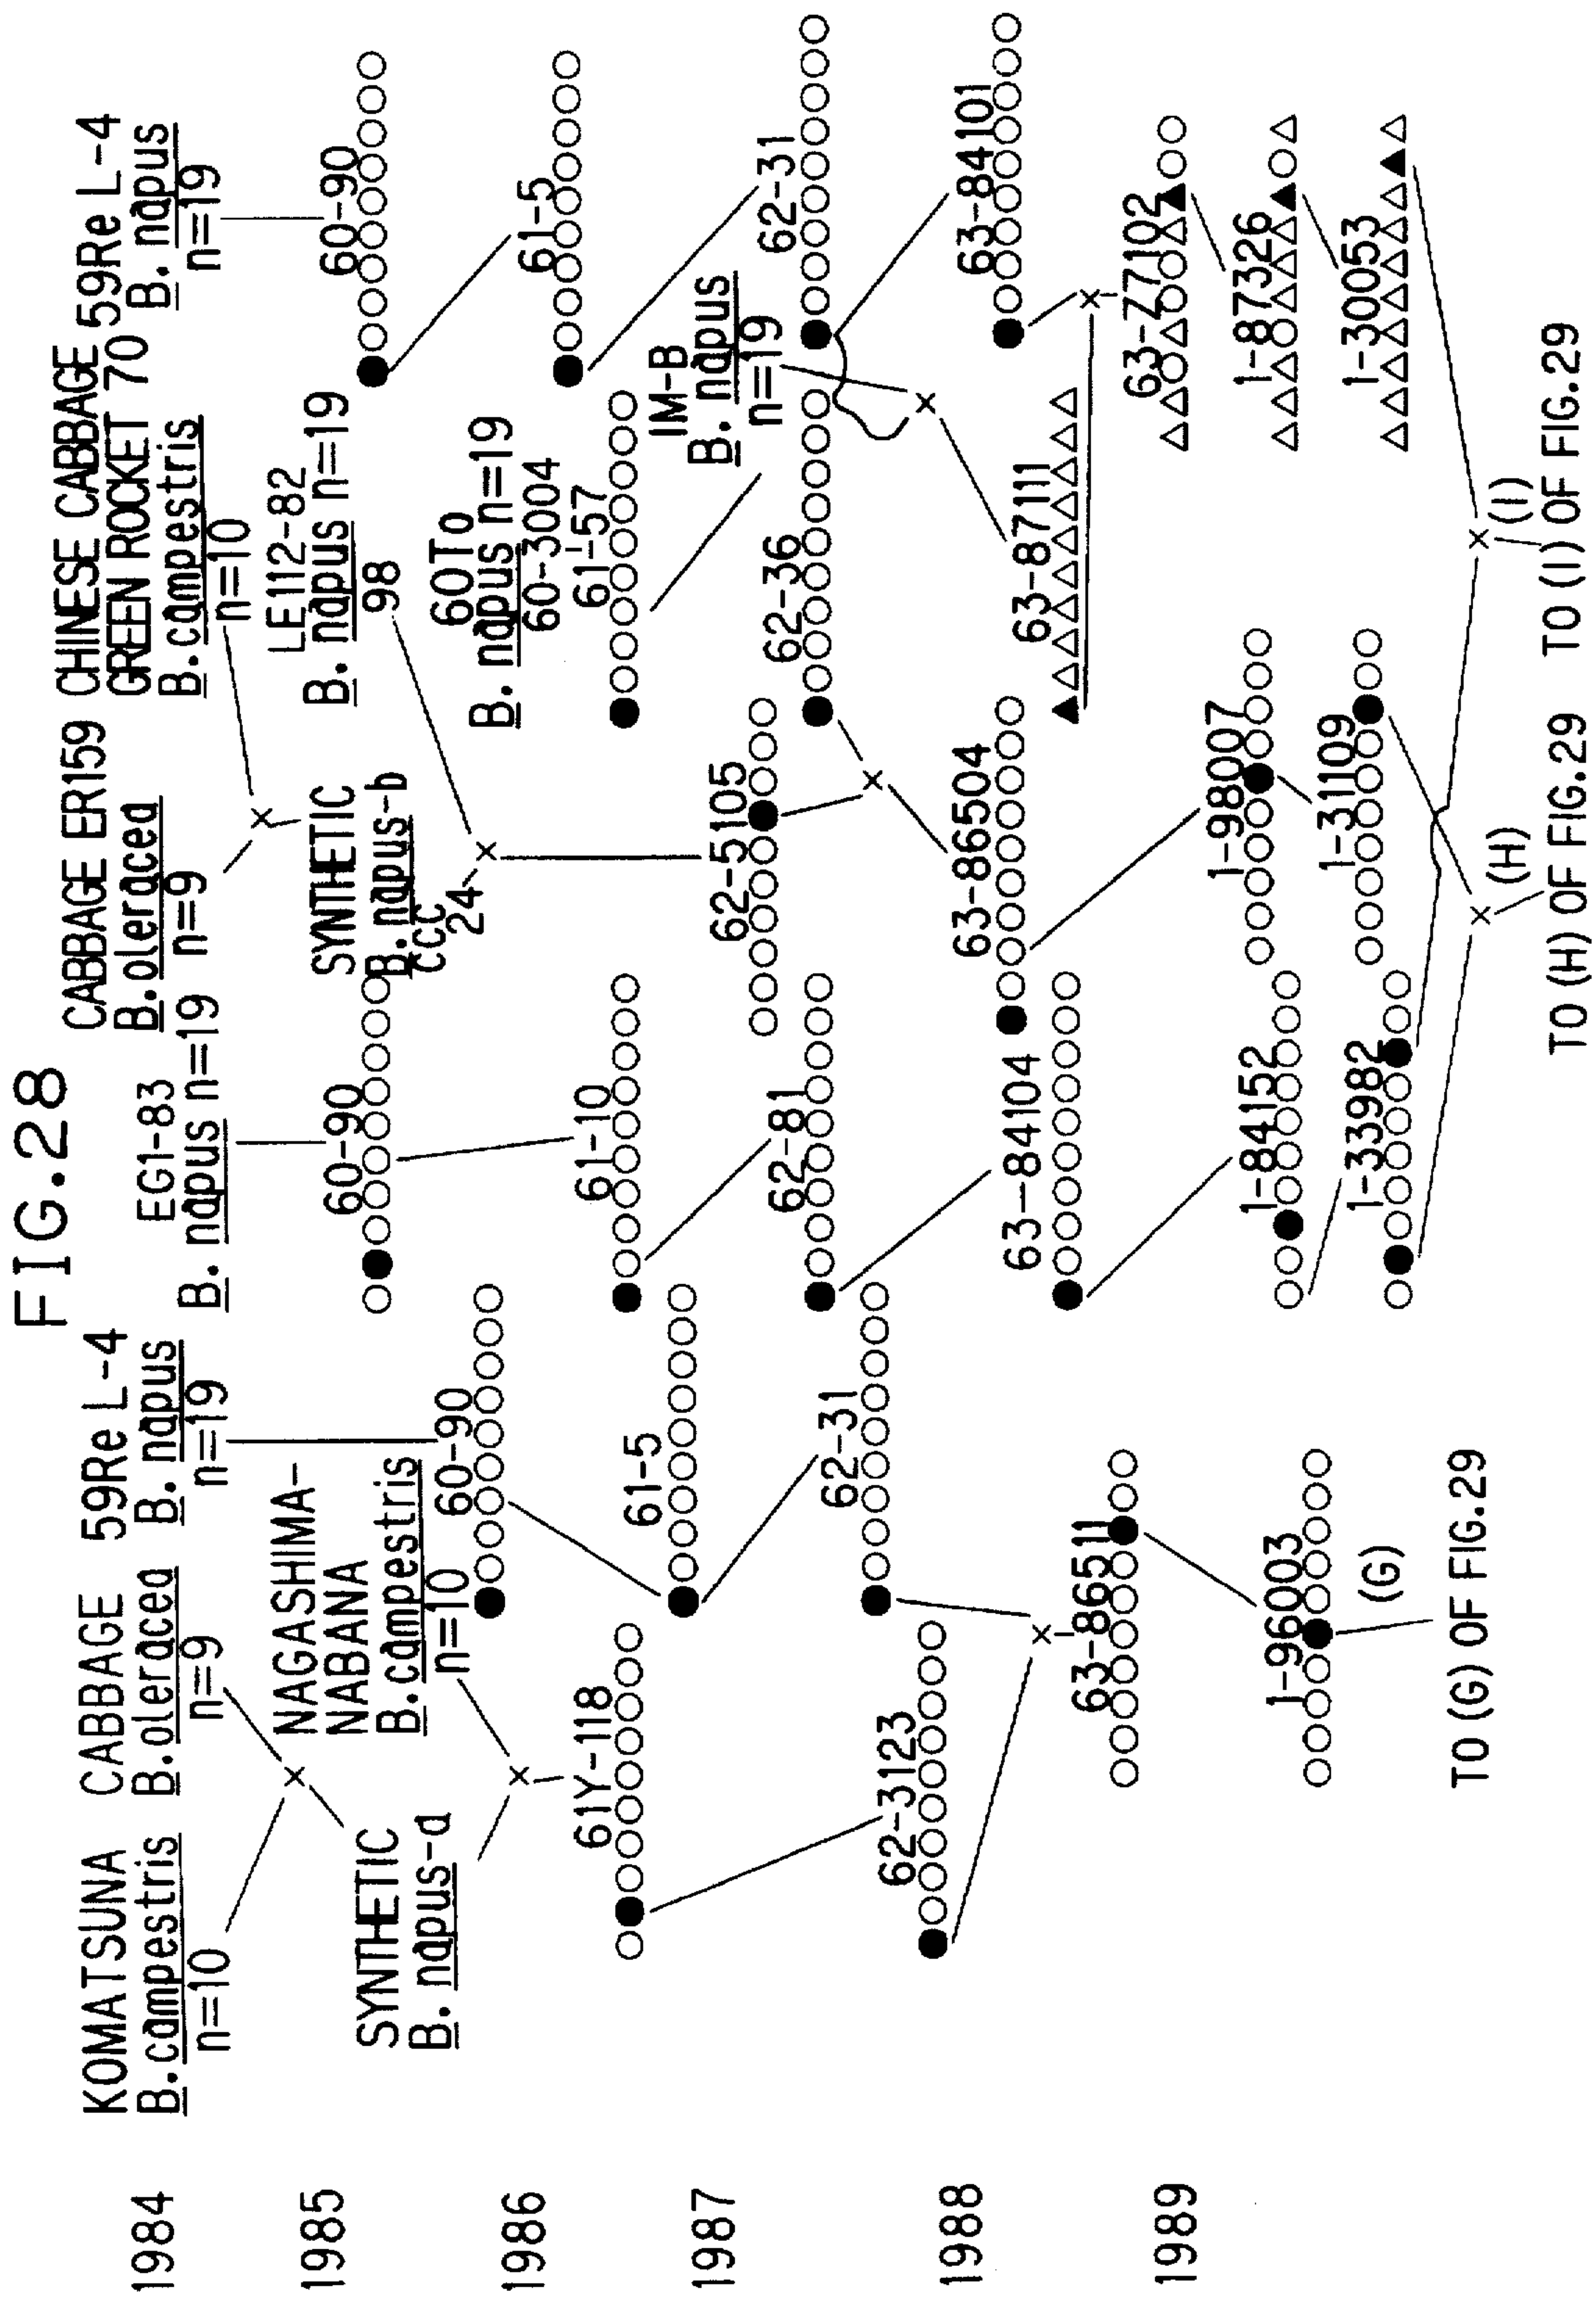 FIG.28
1984
1985
1986
1987
1988
1989
KOMATSUNA
B.campestris
n=10
CABBAGE
B.oleracea
n=9
59Re L-4
B. napus
n=19
SYNTHETIC
B. napus-d
NAGASHIMA-
NABANA
B.campestris
n=10
60-90
61Y-118
61-5
62-3123
62-31
63-86511
1-96003
(G)
TO (G) OF FIG.29
EG1-83
B. napus n=19
60-90
61-10
62-81
63-84104
1-84152
1-33982
CABBAGE ER159
B.oleracea
n=9
CHINESE CABBAGE
GREEN ROCKET 70
B.campestris
n=10
SYNTHETIC
B. napus-b
CCC
24
LE112-82
B. napus n=19
98
62-5105
60To
B. napus n=19
60-3004
61-57
62-36
63-86504
1-98007
1-31109
(H)
TO (H) OF FIG.29
59Re L-4
B. napus
n=19
60-90
61-5
62-31
IM-B
B. napus
n=19
63-84101
63-87111
63-Z7102
1-87326
1-30053
(I)
TO (I) OF FIG.29